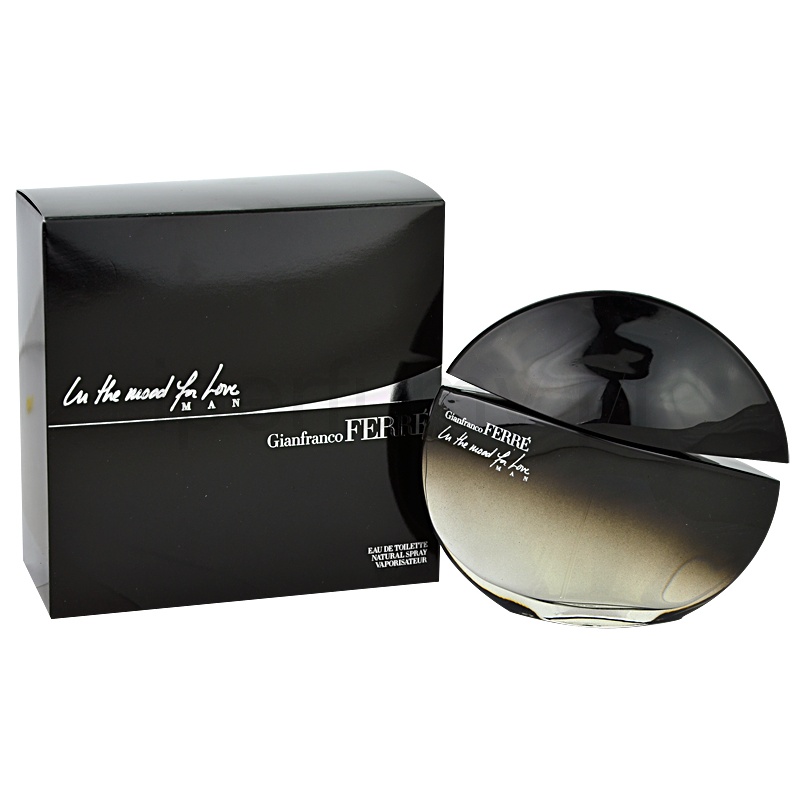 In the mood for Love
MAN
Gianfranco FERRÉ
EAU DE TOILETTE
NATURAL SPRAY
VAPORISATEUR
Gianfranco FERRÉ
In the mood for Love
MAN